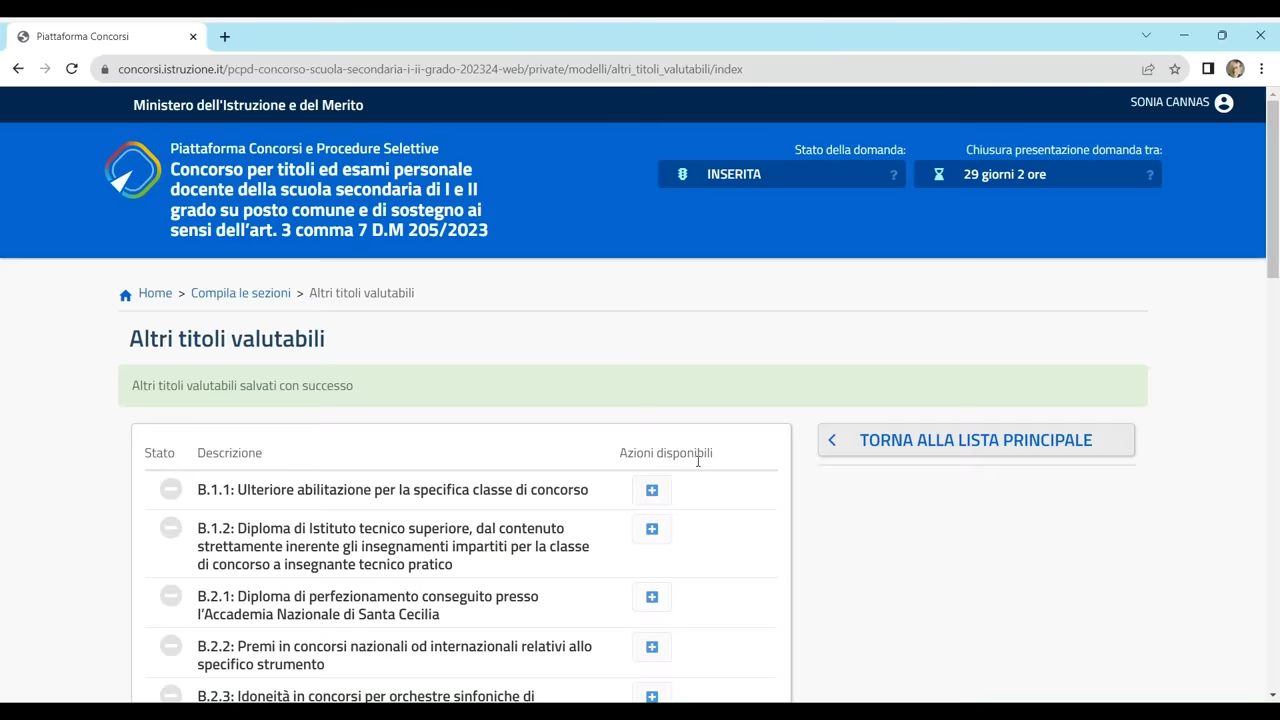 Piattaforma Concorsi
concorsi.istruzione.it/pcpd-concorso-scuola-secondaria-i-ii-grado-202324-web/private/modelli/altri_titoli_valutabili/index
Ministero dell'Istruzione e del Merito
SONIA CANNAS
Piattaforma Concorsi e Procedure Selettive
Concorso per titoli ed esami personale
docente della scuola secondaria di I e II
grado su posto comune e di sostegno ai
sensi dell'art. 3 comma 7 D.M 205/2023
Stato della domanda:
INSERITA ?
Chiusura presentazione domanda tra:
29 giorni 2 ore ?
Home > Compila le sezioni > Altri titoli valutabili
Altri titoli valutabili
Altri titoli valutabili salvati con successo
Stato Descrizione Azioni disponibili
B.1.1: Ulteriore abilitazione per la specifica classe di concorso
B.1.2: Diploma di Istituto tecnico superiore, dal contenuto
strettamente inerente gli insegnamenti impartiti per la classe
di concorso a insegnante tecnico pratico
B.2.1: Diploma di perfezionamento conseguito presso
l'Accademia Nazionale di Santa Cecilia
B.2.2: Premi in concorsi nazionali od internazionali relativi allo
specifico strumento
B.2.3: Idoneità in concorsi per orchestre sinfoniche di
TORNA ALLA LISTA PRINCIPALE